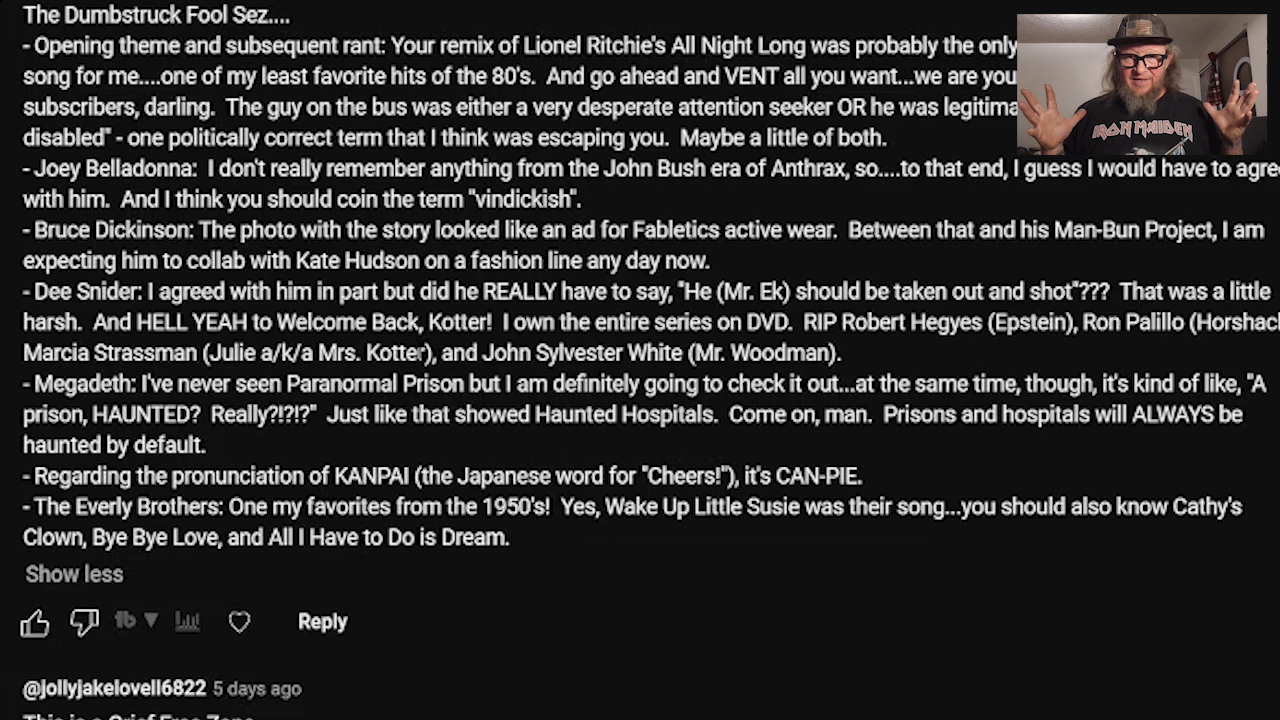 The Dumbstruck Fool Sez....
- Opening theme and subsequent rant: Your remix of Lionel Ritchie's All Night Long was probably the only
song for me....one of my least favorite hits of the 80's. And go ahead and VENT all you want...we are you
subscribers, darling. The guy on the bus was either a very desperate attention seeker OR he was legitima
disabled" - one politically correct term that I think was escaping you. Maybe a little of both.
- Joey Belladonna: I don't really remember anything from the John Bush era of Anthrax, so....to that end, I guess I would have to agre
with him. And I think you should coin the term "vindickish".
- Bruce Dickinson: The photo with the story looked like an ad for Fabletics active wear. Between that and his Man-Bun Project, I am
expecting him to collab with Kate Hudson on a fashion line any day now.
- Dee Snider: I agreed with him in part but did he REALLY have to say, "He (Mr. Ek) should be taken out and shot"??? That was a little
harsh. And HELL YEAH to Welcome Back, Kotter! I own the entire series on DVD. RIP Robert Hegyes (Epstein), Ron Palillo (Horshac
Marcia Strassman (Julie a/k/a Mrs. Kotter), and John Sylvester White (Mr. Woodman).
- Megadeth: I've never seen Paranormal Prison but I am definitely going to check it out...at the same time, though, it's kind of like, "A
prison, HAUNTED? Really?!?!?" Just like that showed Haunted Hospitals. Come on, man. Prisons and hospitals will ALWAYS be
haunted by default.
- Regarding the pronunciation of KANPAI (the Japanese word for "Cheers!"), it's CAN-PIE.
- The Everly Brothers: One my favorites from the 1950's! Yes, Wake Up Little Susie was their song...you should also know Cathy's
Clown, Bye Bye Love, and All I Have to Do is Dream.
Show less
Reply
@jollyjakelovell6822 5 days ago
This is a Grief Free Zone
IRON MAIDEN